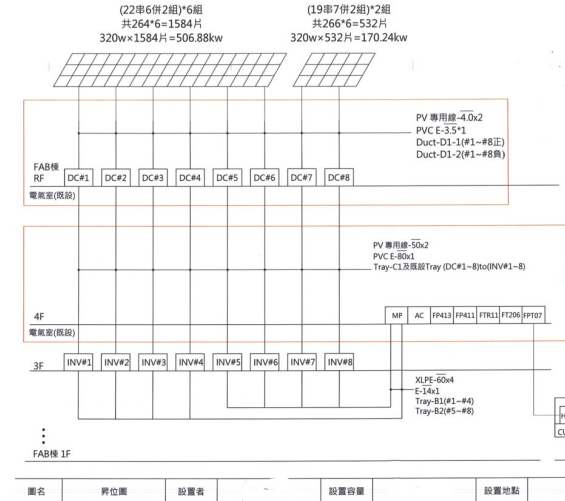 (22串6併2組)*6組
共264*6=1584片
320w×1584片=506.88kw
(19串7併2組)*2組
共266*6=532片
320w×532片=170.24kw
PV 專用線-4.0x2
PVC E-3.5*1
Duct-D1-1(#1~#8正)
Duct-D1-2(#1~#8負)
FAB棟
RF
DC#1 DC#2 DC#3 DC#4 DC#5 DC#6 DC#7 DC#8
電氣室(既設)
PV 專用線-50x2
PVC E-80x1
Tray-C1及既設Tray (DC#1~8)to(INV#1~8)
4F
MP AC FP413 FP411 FTR11 FT206 FPT07
電氣室(既設)
3F
INV#1 INV#2 INV#3 INV#4 INV#5 INV#6 INV#7 INV#8
XLPE-60x4
E-14x1
Tray-B1(#1~#4)
Tray-B2(#5~#8)
FAB棟 1F
圖名 昇位圖 設置者 設置容量 設置地點